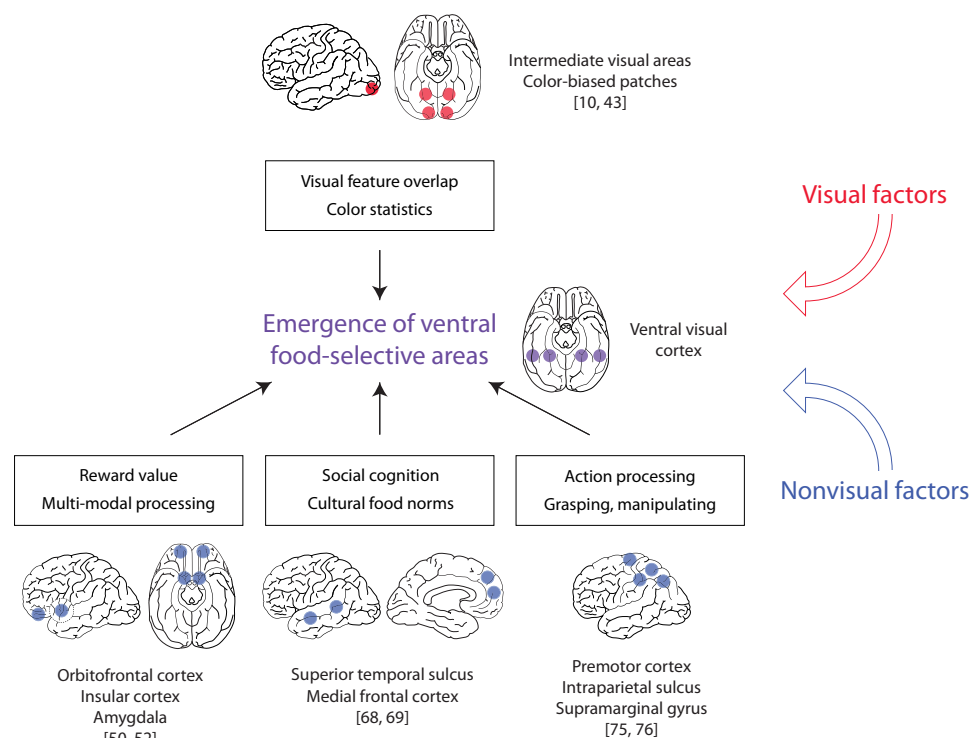 Intermediate visual areas
Color-biased patches
[10, 43]
Visual feature overlap
Color statistics
Visual factors
Emergence of ventral
food-selective areas
Ventral visual
cortex
Nonvisual factors
Reward value
Multi-modal processing
Social cognition
Cultural food norms
Action processing
Grasping, manipulating
Orbitofrontal cortex
Insular cortex
Amygdala
[50, 52]
Superior temporal sulcus
Medial frontal cortex
[68, 69]
Premotor cortex
Intraparietal sulcus
Supramarginal gyrus
[75, 76]